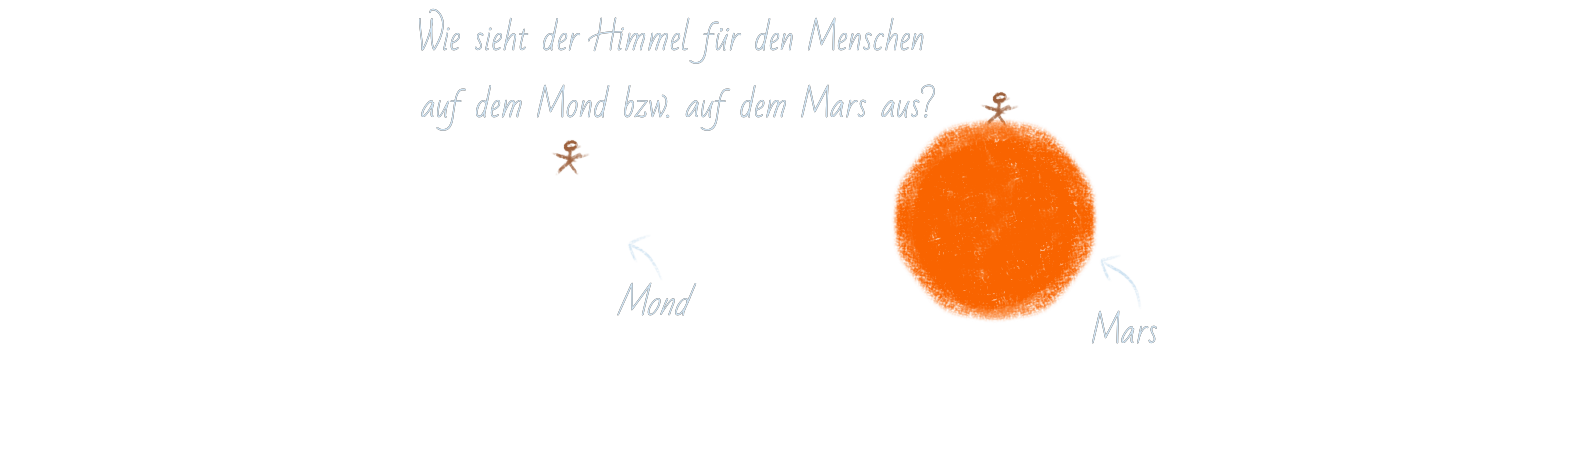 Wie sieht der Himmel für den Menschen
auf dem Mond bzw. auf dem Mars aus?
Mond
Mars